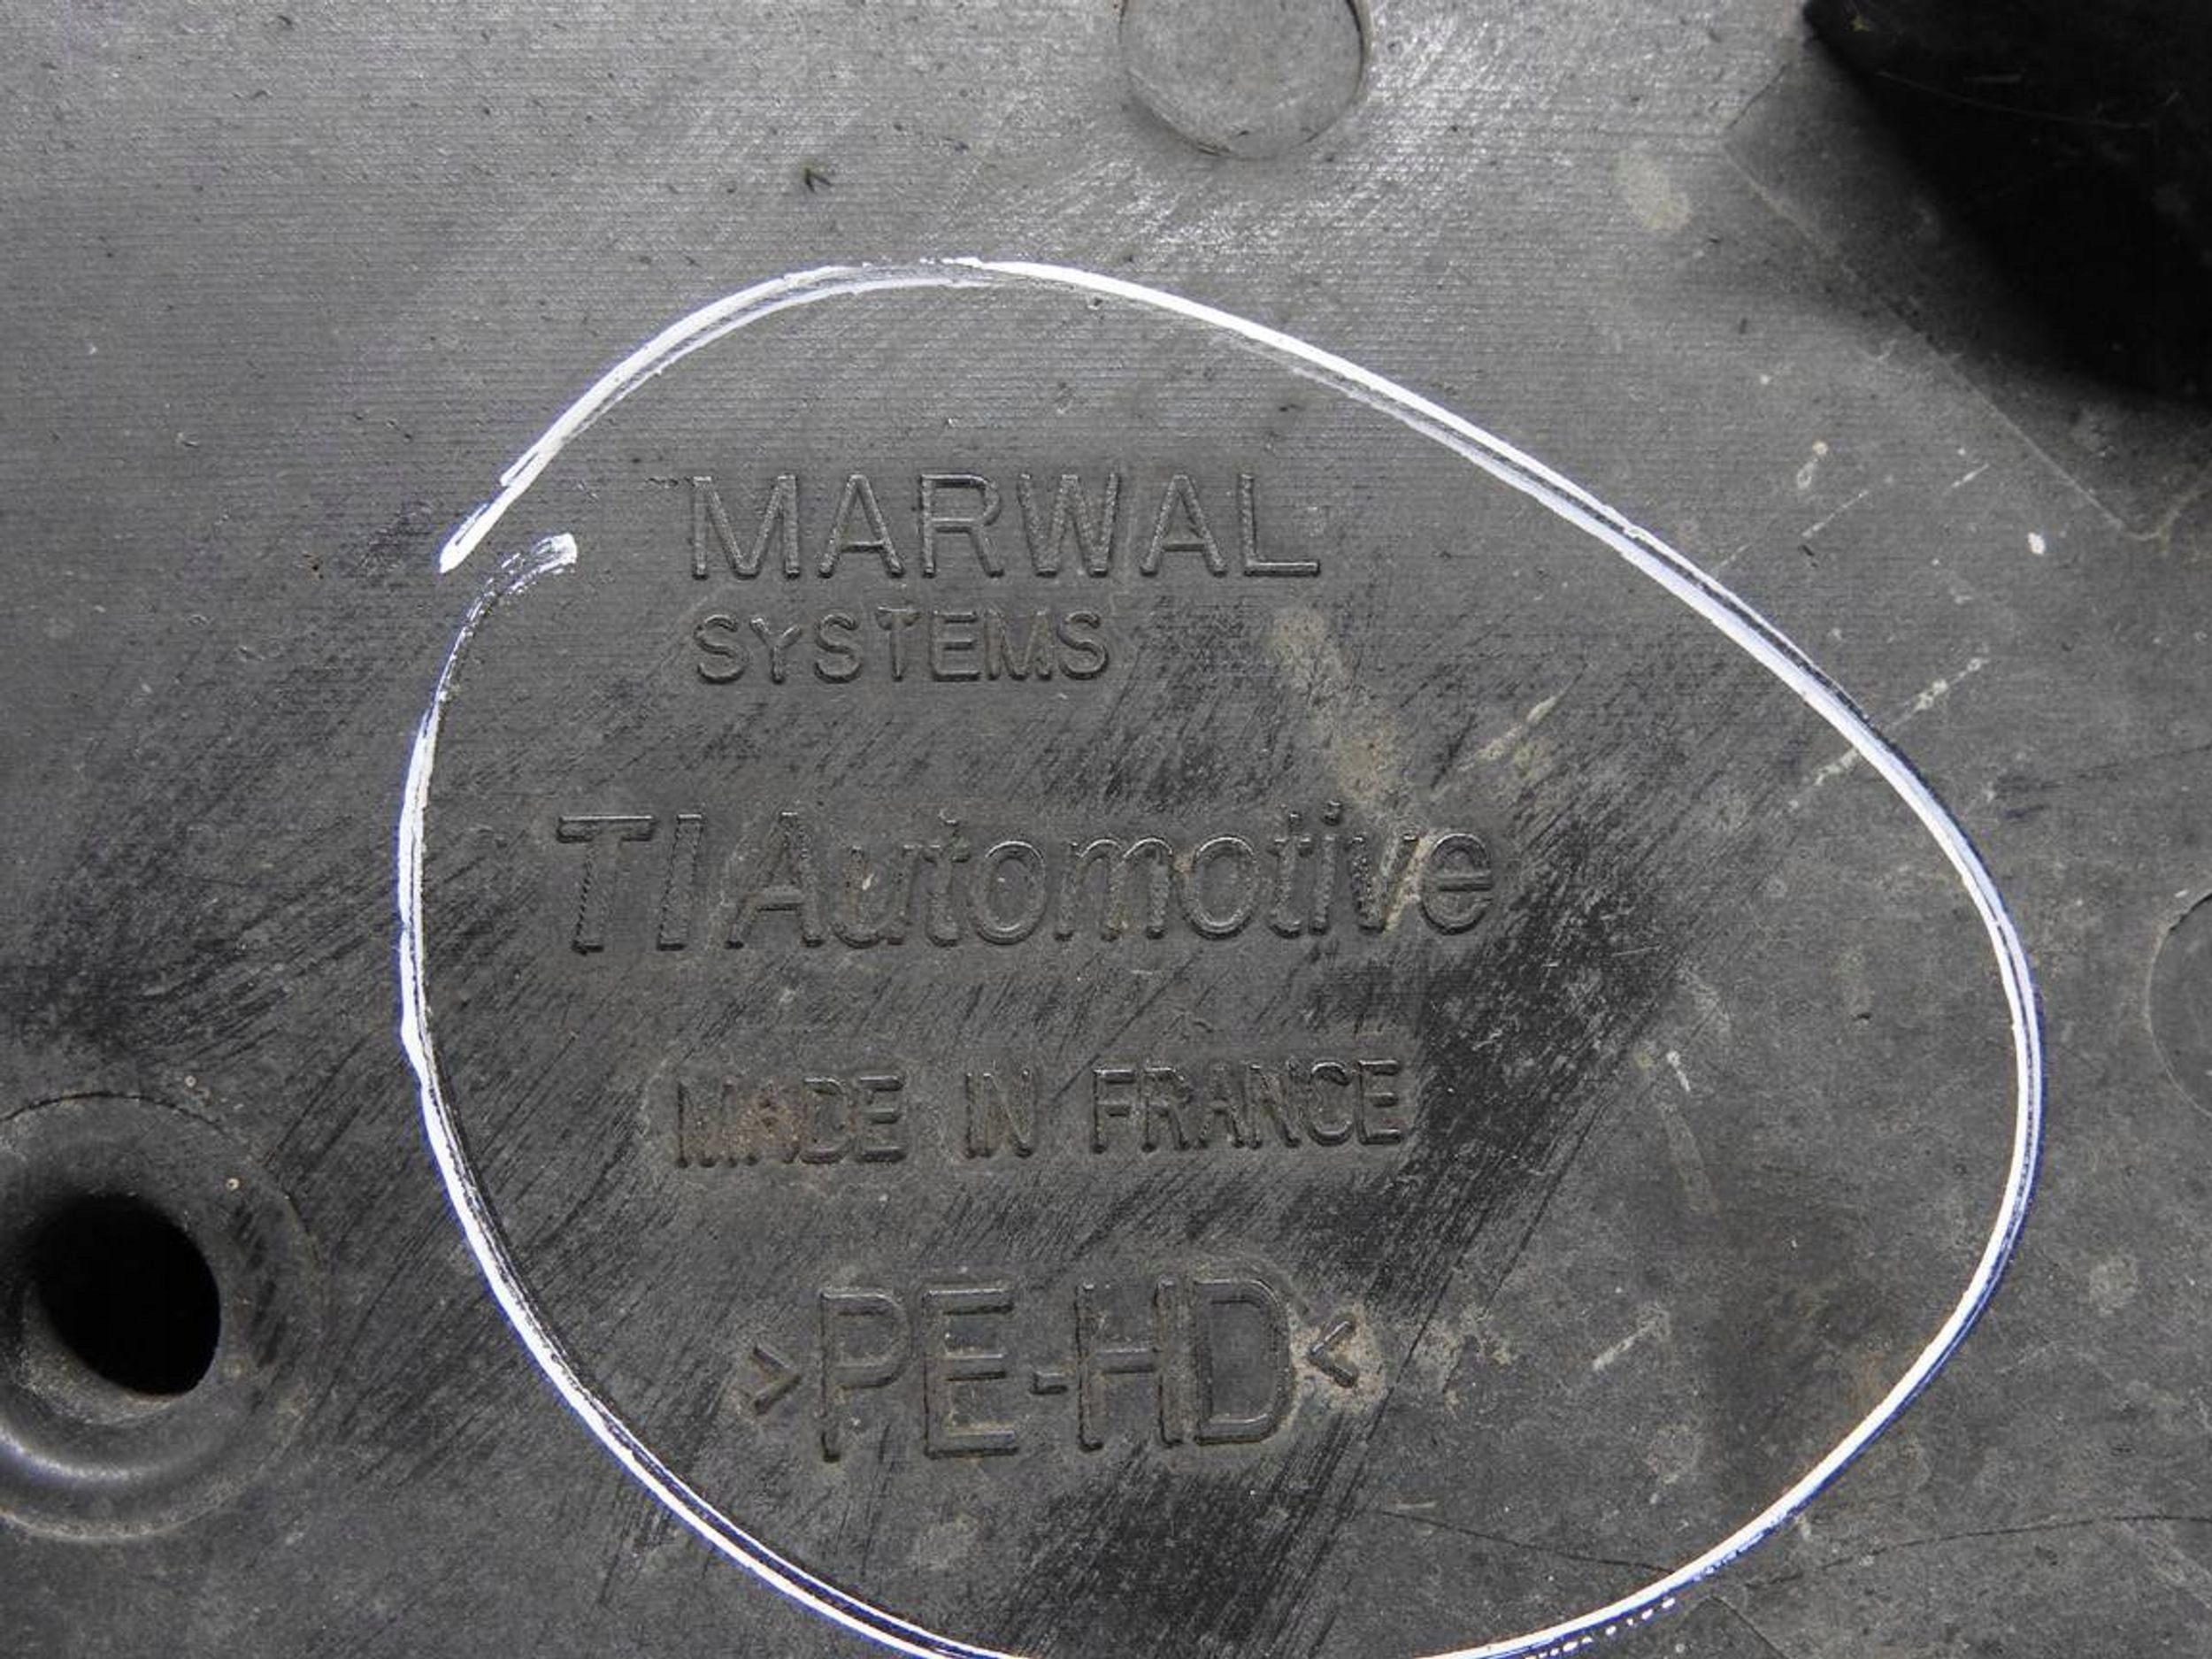 MARWAL
SYSTEMS
TI Automotive
MADE IN FRANCE
>PE-HD<